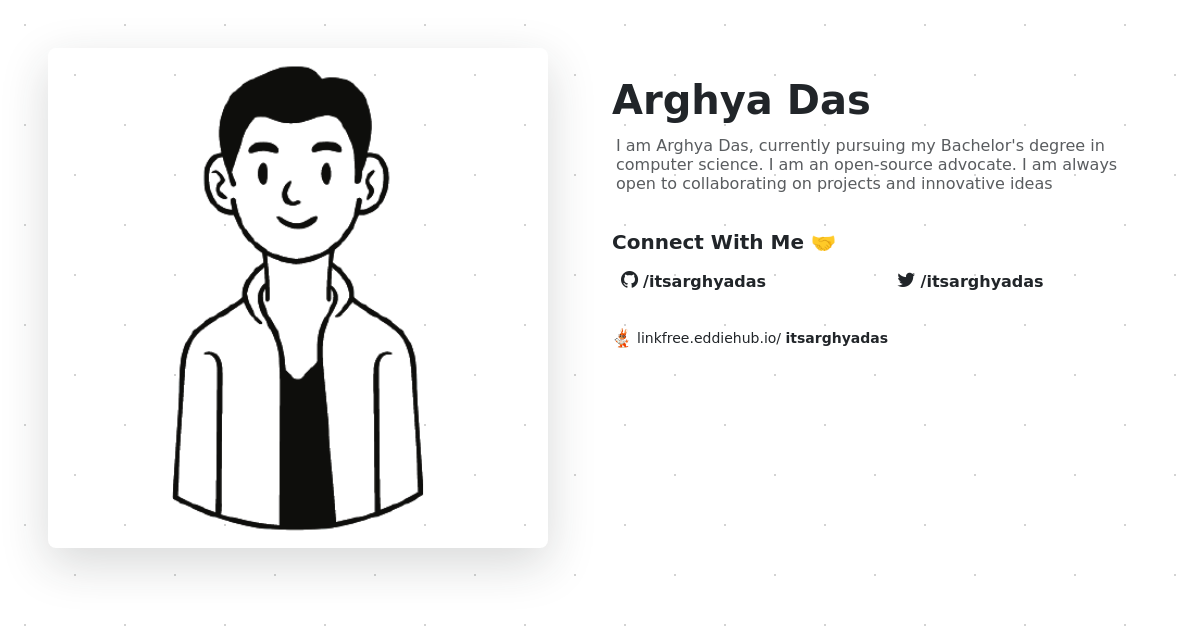 Arghya Das
I am Arghya Das, currently pursuing my Bachelor's degree in
computer science. I am an open-source advocate. I am always
open to collaborating on projects and innovative ideas
Connect With Me 🤝
/itsarghyadas
/itsarghyadas
linkfree.eddiehub.io/ itsarghyadas